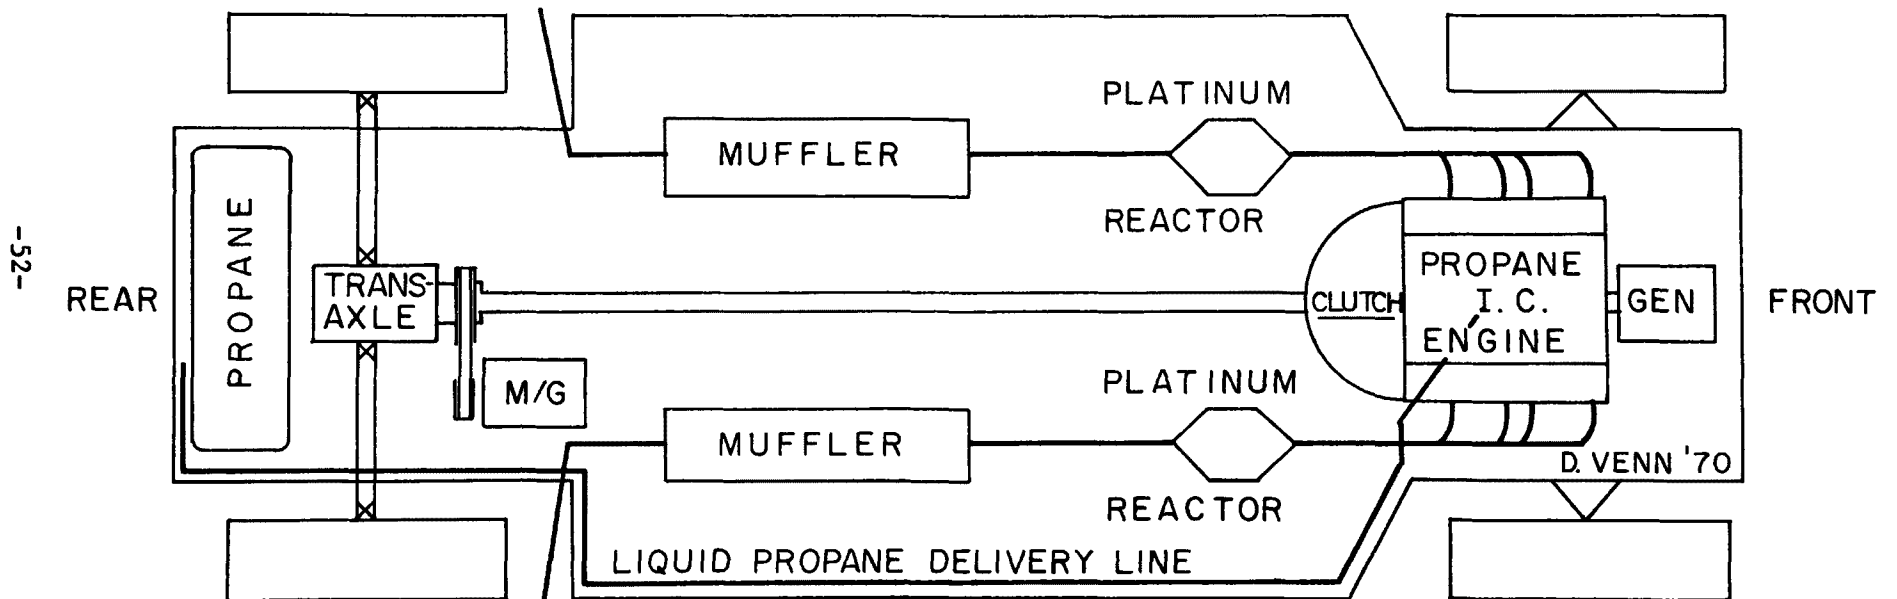 -52-
REAR
PROPANE
TRANS-
AXLE
M/G
MUFFLER
PLATINUM
REACTOR
CLUTCH
PROPANE
I. C.
ENGINE
GEN
FRONT
MUFFLER
PLATINUM
REACTOR
D. VENN '70
LIQUID PROPANE DELIVERY LINE